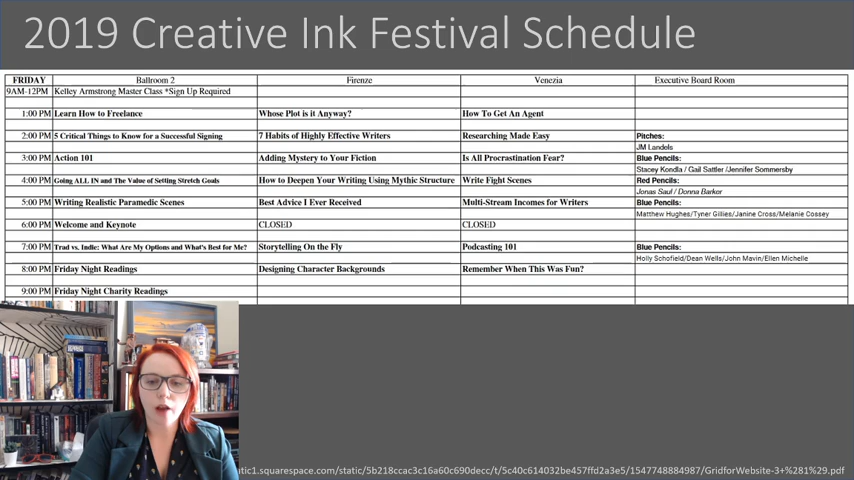 2019 Creative Ink Festival Schedule
FRIDAY Ballroom 2 Firenze Venezia Executive Board Room
9AM-12PM Kelley Armstrong Master Class *Sign Up Required
1:00 PM Learn How to Freelance Whose Plot is it Anyway? How To Get An Agent
2:00 PM 5 Critical Things to Know for a Successful Signing 7 Habits of Highly Effective Writers Researching Made Easy Pitches:
JM Landels
3:00 PM Action 101 Adding Mystery to Your Fiction Is All Procrastination Fear? Blue Pencils:
Stacey Kondla / Gail Sattler /Jennifer Sommersby
4:00 PM Going ALL IN and The Value of Setting Stretch Goals How to Deepen Your Writing Using Mythic Structure Write Fight Scenes Red Pencils:
Jonas Saul / Donna Barker
5:00 PM Writing Realistic Paramedic Scenes Best Advice I Ever Received Multi-Stream Incomes for Writers Blue Pencils:
Matthew Hughes/Tyner Gillies/Janine Cross/Melanie Cossey
6:00 PM Welcome and Keynote CLOSED CLOSED
7:00 PM Trad vs. Indie: What Are My Options and What's Best for Me? Storytelling On the Fly Podcasting 101 Blue Pencils:
Holly Schofield/Dean Wells/John Mavin/Ellen Michelle
8:00 PM Friday Night Readings Designing Character Backgrounds Remember When This Was Fun?
9:00 PM Friday Night Charity Readings
tic1.squarespace.com/static/5b218ccac3c16a60c690decc/t/5c40c614032be457ffd2a3e5/1547748884987/GridforWebsite-3+%281%29.pdf